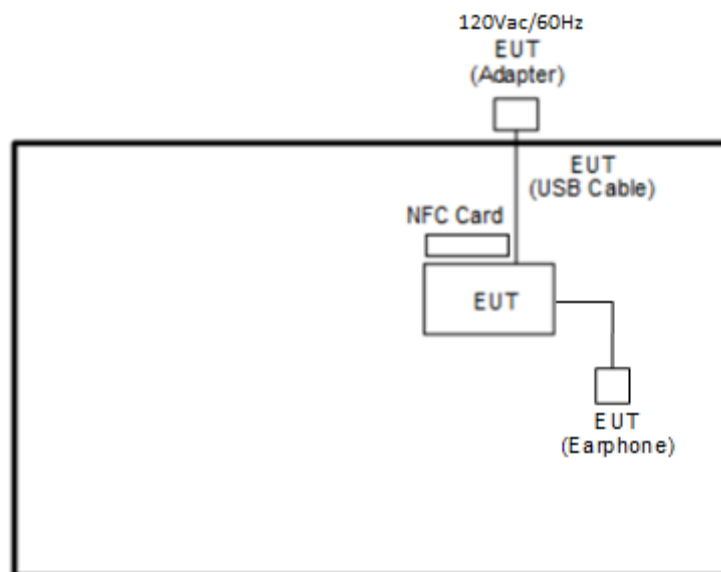 120Vac/60Hz
EUT
(Adapter)
EUT
(USB Cable)
NFC Card
EUT
EUT
(Earphone)